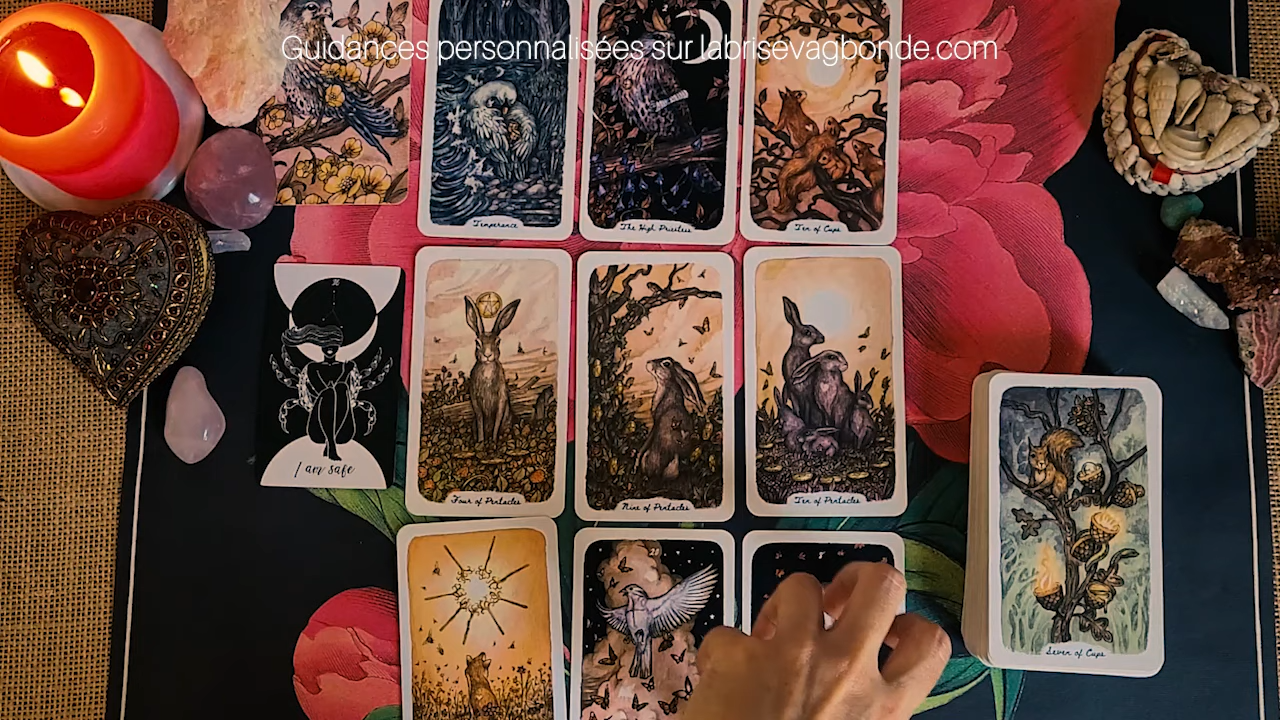 Guidances personnalisées sur labrisevagbonde.com
Temperance
The High Priestess
Ten of Cups
I am safe
Four of Pentacles
Nine of Pentacles
Ten of Pentacles
Seven of Cups